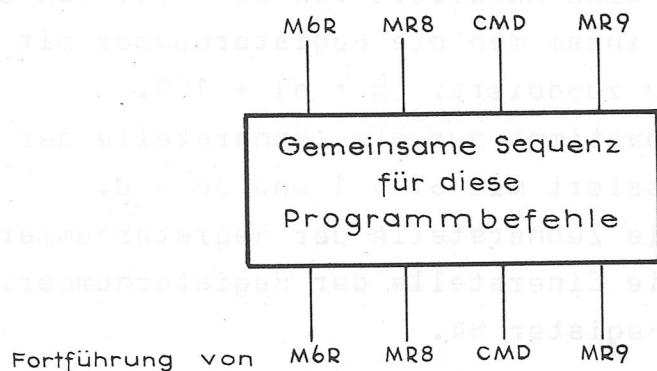 M6R MR8 CMD MR9
Gemeinsame Sequenz
für diese
Programmbefehle
Fortführung von M6R MR8 CMD MR9